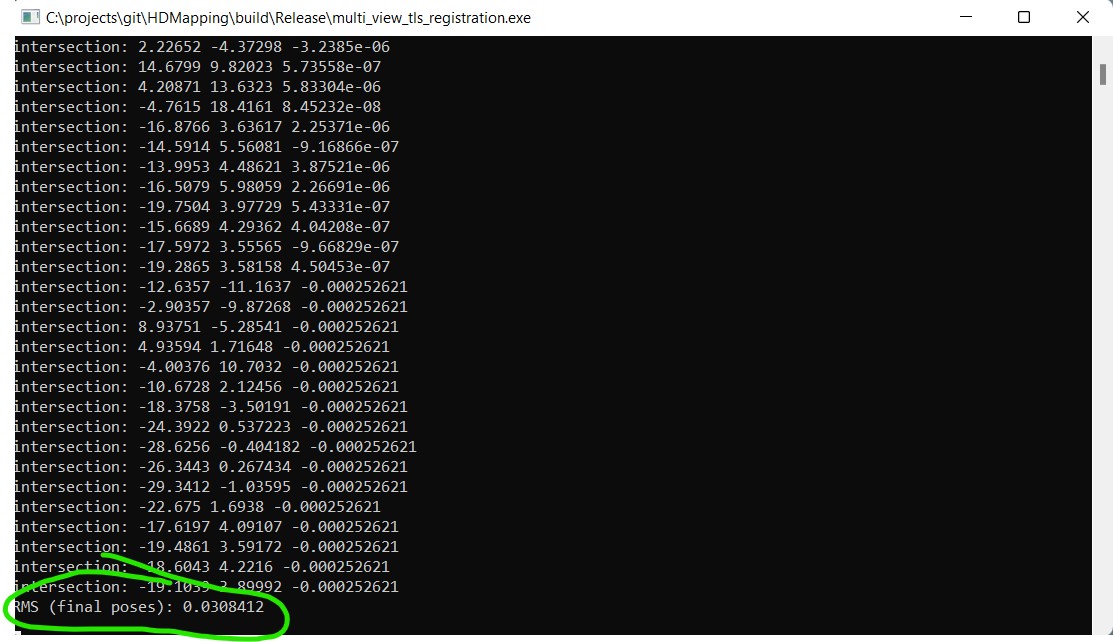 C:\projects\git\HDMapping\build\Release\multi_view_tls_registration.exe
intersection: 2.22652 -4.37298 -3.2385e-06
intersection: 14.6799 9.82023 5.73558e-07
intersection: 4.20871 13.6323 5.83304e-06
intersection: -4.7615 18.4161 8.45232e-08
intersection: -16.8766 3.63617 2.25371e-06
intersection: -14.5914 5.56081 -9.16866e-07
intersection: -13.9953 4.48621 3.87521e-06
intersection: -16.5079 5.98059 2.26691e-06
intersection: -19.7504 3.97729 5.43331e-07
intersection: -15.6689 4.29362 4.04208e-07
intersection: -17.5972 3.55565 -9.66829e-07
intersection: -19.2865 3.58158 4.50453e-07
intersection: -12.6357 -11.1637 -0.000252621
intersection: -2.90357 -9.87268 -0.000252621
intersection: 8.93751 -5.28541 -0.000252621
intersection: 4.93594 1.71648 -0.000252621
intersection: -4.00376 10.7032 -0.000252621
intersection: -10.6728 2.12456 -0.000252621
intersection: -18.3758 -3.50191 -0.000252621
intersection: -24.3922 0.537223 -0.000252621
intersection: -28.6256 -0.404182 -0.000252621
intersection: -26.3443 0.267434 -0.000252621
intersection: -29.3412 -1.03595 -0.000252621
intersection: -22.675 1.6938 -0.000252621
intersection: -17.6197 4.09107 -0.000252621
intersection: -19.4861 3.59172 -0.000252621
intersection: -18.6043 4.2216 -0.000252621
intersection: -19.1039 3.89992 -0.000252621
RMS (final poses): 0.0308412